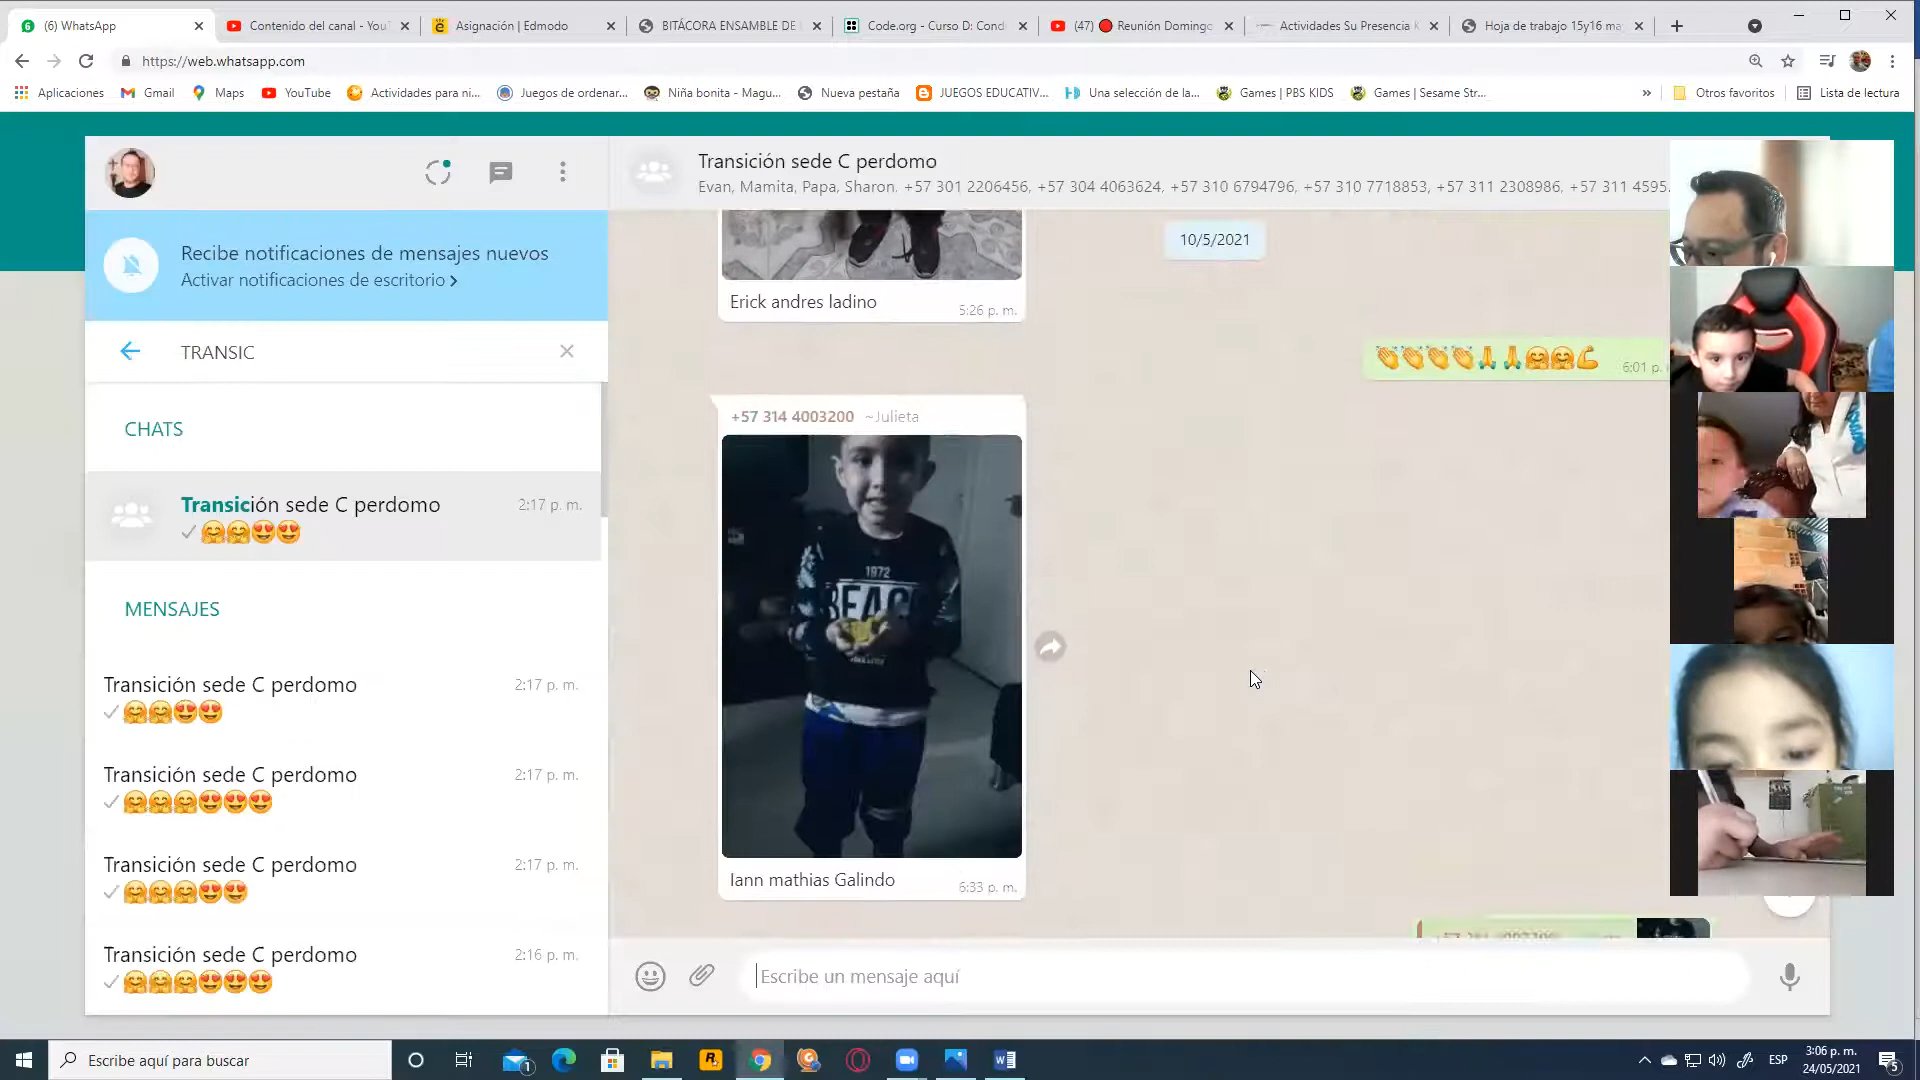 (6) WhatsApp
Contenido del canal - You
Asignación | Edmodo
BITÁCORA ENSAMBLE DE
Code.org - Curso D: Cond
(47) 🔴 Reunión Domingo
Actividades Su Presencia K
Hoja de trabajo 15y16 ma
https://web.whatsapp.com
Aplicaciones
Gmail
Maps
YouTube
Actividades para ni...
Juegos de ordenar...
Niña bonita - Magu...
Nueva pestaña
JUEGOS EDUCATIV...
Una selección de la...
Games | PBS KIDS
Games | Sesame Str...
»
Otros favoritos
Lista de lectura
Recibe notificaciones de mensajes nuevos
Activar notificaciones de escritorio >
TRANSIC
CHATS
Transición sede C perdomo 2:17 p. m.
🤗🤗😍😍
MENSAJES
Transición sede C perdomo 2:17 p. m.
🤗🤗😍😍
Transición sede C perdomo 2:17 p. m.
🤗🤗🤗😍😍😍
Transición sede C perdomo 2:17 p. m.
🤗🤗🤗😍😍
Transición sede C perdomo 2:16 p. m.
🤗🤗🤗😍😍😍
Transición sede C perdomo
Evan, Mamita, Papa, Sharon, +57 301 2206456, +57 304 4063624, +57 310 6794796, +57 310 7718853, +57 311 2308986, +57 311 4595
10/5/2021
Erick andres ladino 5:26 p. m.
👏👏👏👏🙏🙏🤗🤗💪 6:01 p.
+57 314 4003200 ~Julieta
1972
BEAC
Iann mathias Galindo 6:33 p. m.
Escribe un mensaje aquí
Escribe aquí para buscar
1
ESP
3:06 p. m.
24/05/2021
5